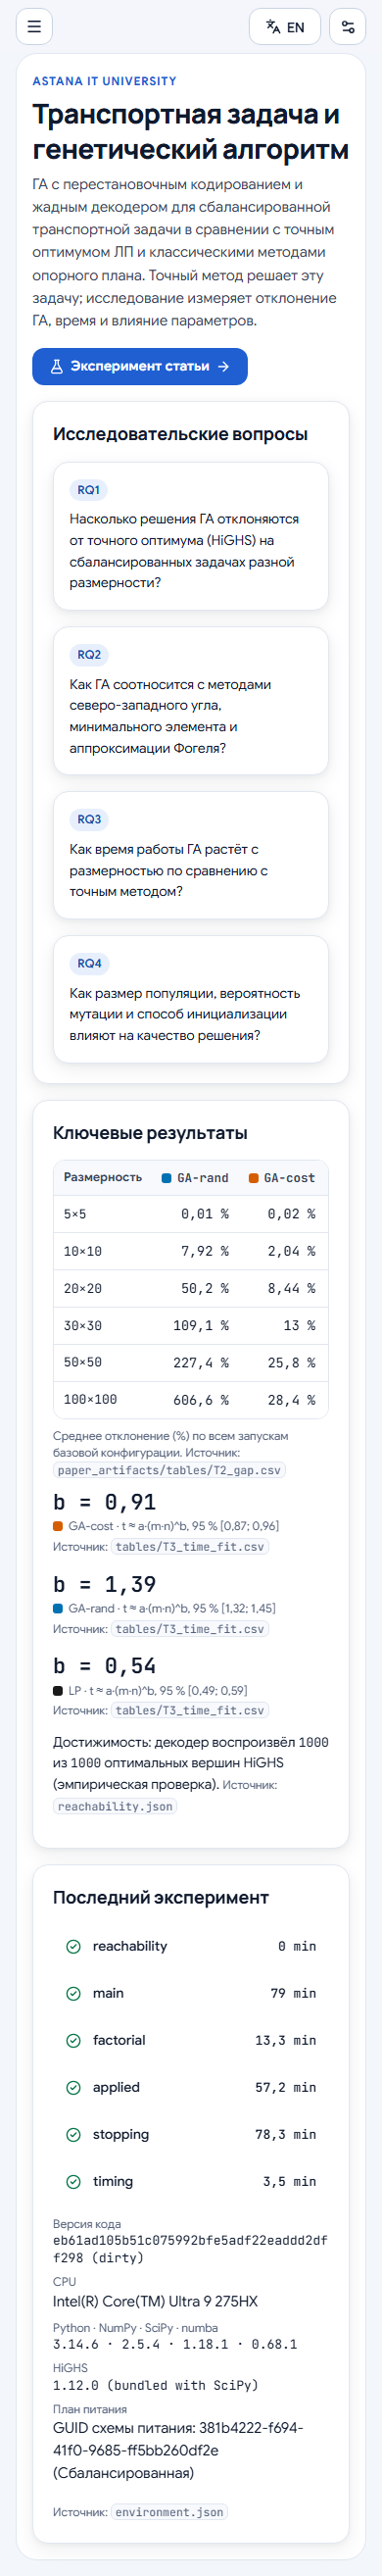 EN
ASTANA IT UNIVERSITY
Транспортная задача и
генетический алгоритм
ГА с перестановочным кодированием и
жадным декодером для сбалансированной
транспортной задачи в сравнении с точным
оптимумом ЛП и классическими методами
опорного плана. Точный метод решает эту
задачу; исследование измеряет отклонение
ГА, время и влияние параметров.
Эксперимент статьи →
Исследовательские вопросы
RQ1
Насколько решения ГА отклоняются
от точного оптимума (HiGHS) на
сбалансированных задачах разной
размерности?
RQ2
Как ГА соотносится с методами
северо-западного угла,
минимального элемента и
аппроксимации Фогеля?
RQ3
Как время работы ГА растёт с
размерностью по сравнению с
точным методом?
RQ4
Как размер популяции, вероятность
мутации и способ инициализации
влияют на качество решения?
Ключевые результаты
Размерность GA-rand GA-cost
5×5 0,01 % 0,02 %
10×10 7,92 % 2,04 %
20×20 50,2 % 8,44 %
30×30 109,1 % 13 %
50×50 227,4 % 25,8 %
100×100 606,6 % 28,4 %
Среднее отклонение (%) по всем запускам
базовой конфигурации. Источник:
paper_artifacts/tables/T2_gap.csv
b = 0,91
GA-cost · t ≈ a·(m·n)^b, 95 % [0,87; 0,96]
Источник: tables/T3_time_fit.csv
b = 1,39
GA-rand · t ≈ a·(m·n)^b, 95 % [1,32; 1,45]
Источник: tables/T3_time_fit.csv
b = 0,54
LP · t ≈ a·(m·n)^b, 95 % [0,49; 0,59]
Источник: tables/T3_time_fit.csv
Достижимость: декодер воспроизвёл 1000
из 1000 оптимальных вершин HiGHS
(эмпирическая проверка). Источник:
reachability.json
Последний эксперимент
reachability 0 min
main 79 min
factorial 13,3 min
applied 57,2 min
stopping 78,3 min
timing 3,5 min
Версия кода
eb61ad105b51c075992bfe5adf22eaddd2df
f298 (dirty)
CPU
Intel(R) Core(TM) Ultra 9 275HX
Python · NumPy · SciPy · numba
3.14.6 · 2.5.4 · 1.18.1 · 0.68.1
HiGHS
1.12.0 (bundled with SciPy)
План питания
GUID схемы питания: 381b4222-f694-
41f0-9685-ff5bb260df2e
(Сбалансированная)
Источник: environment.json